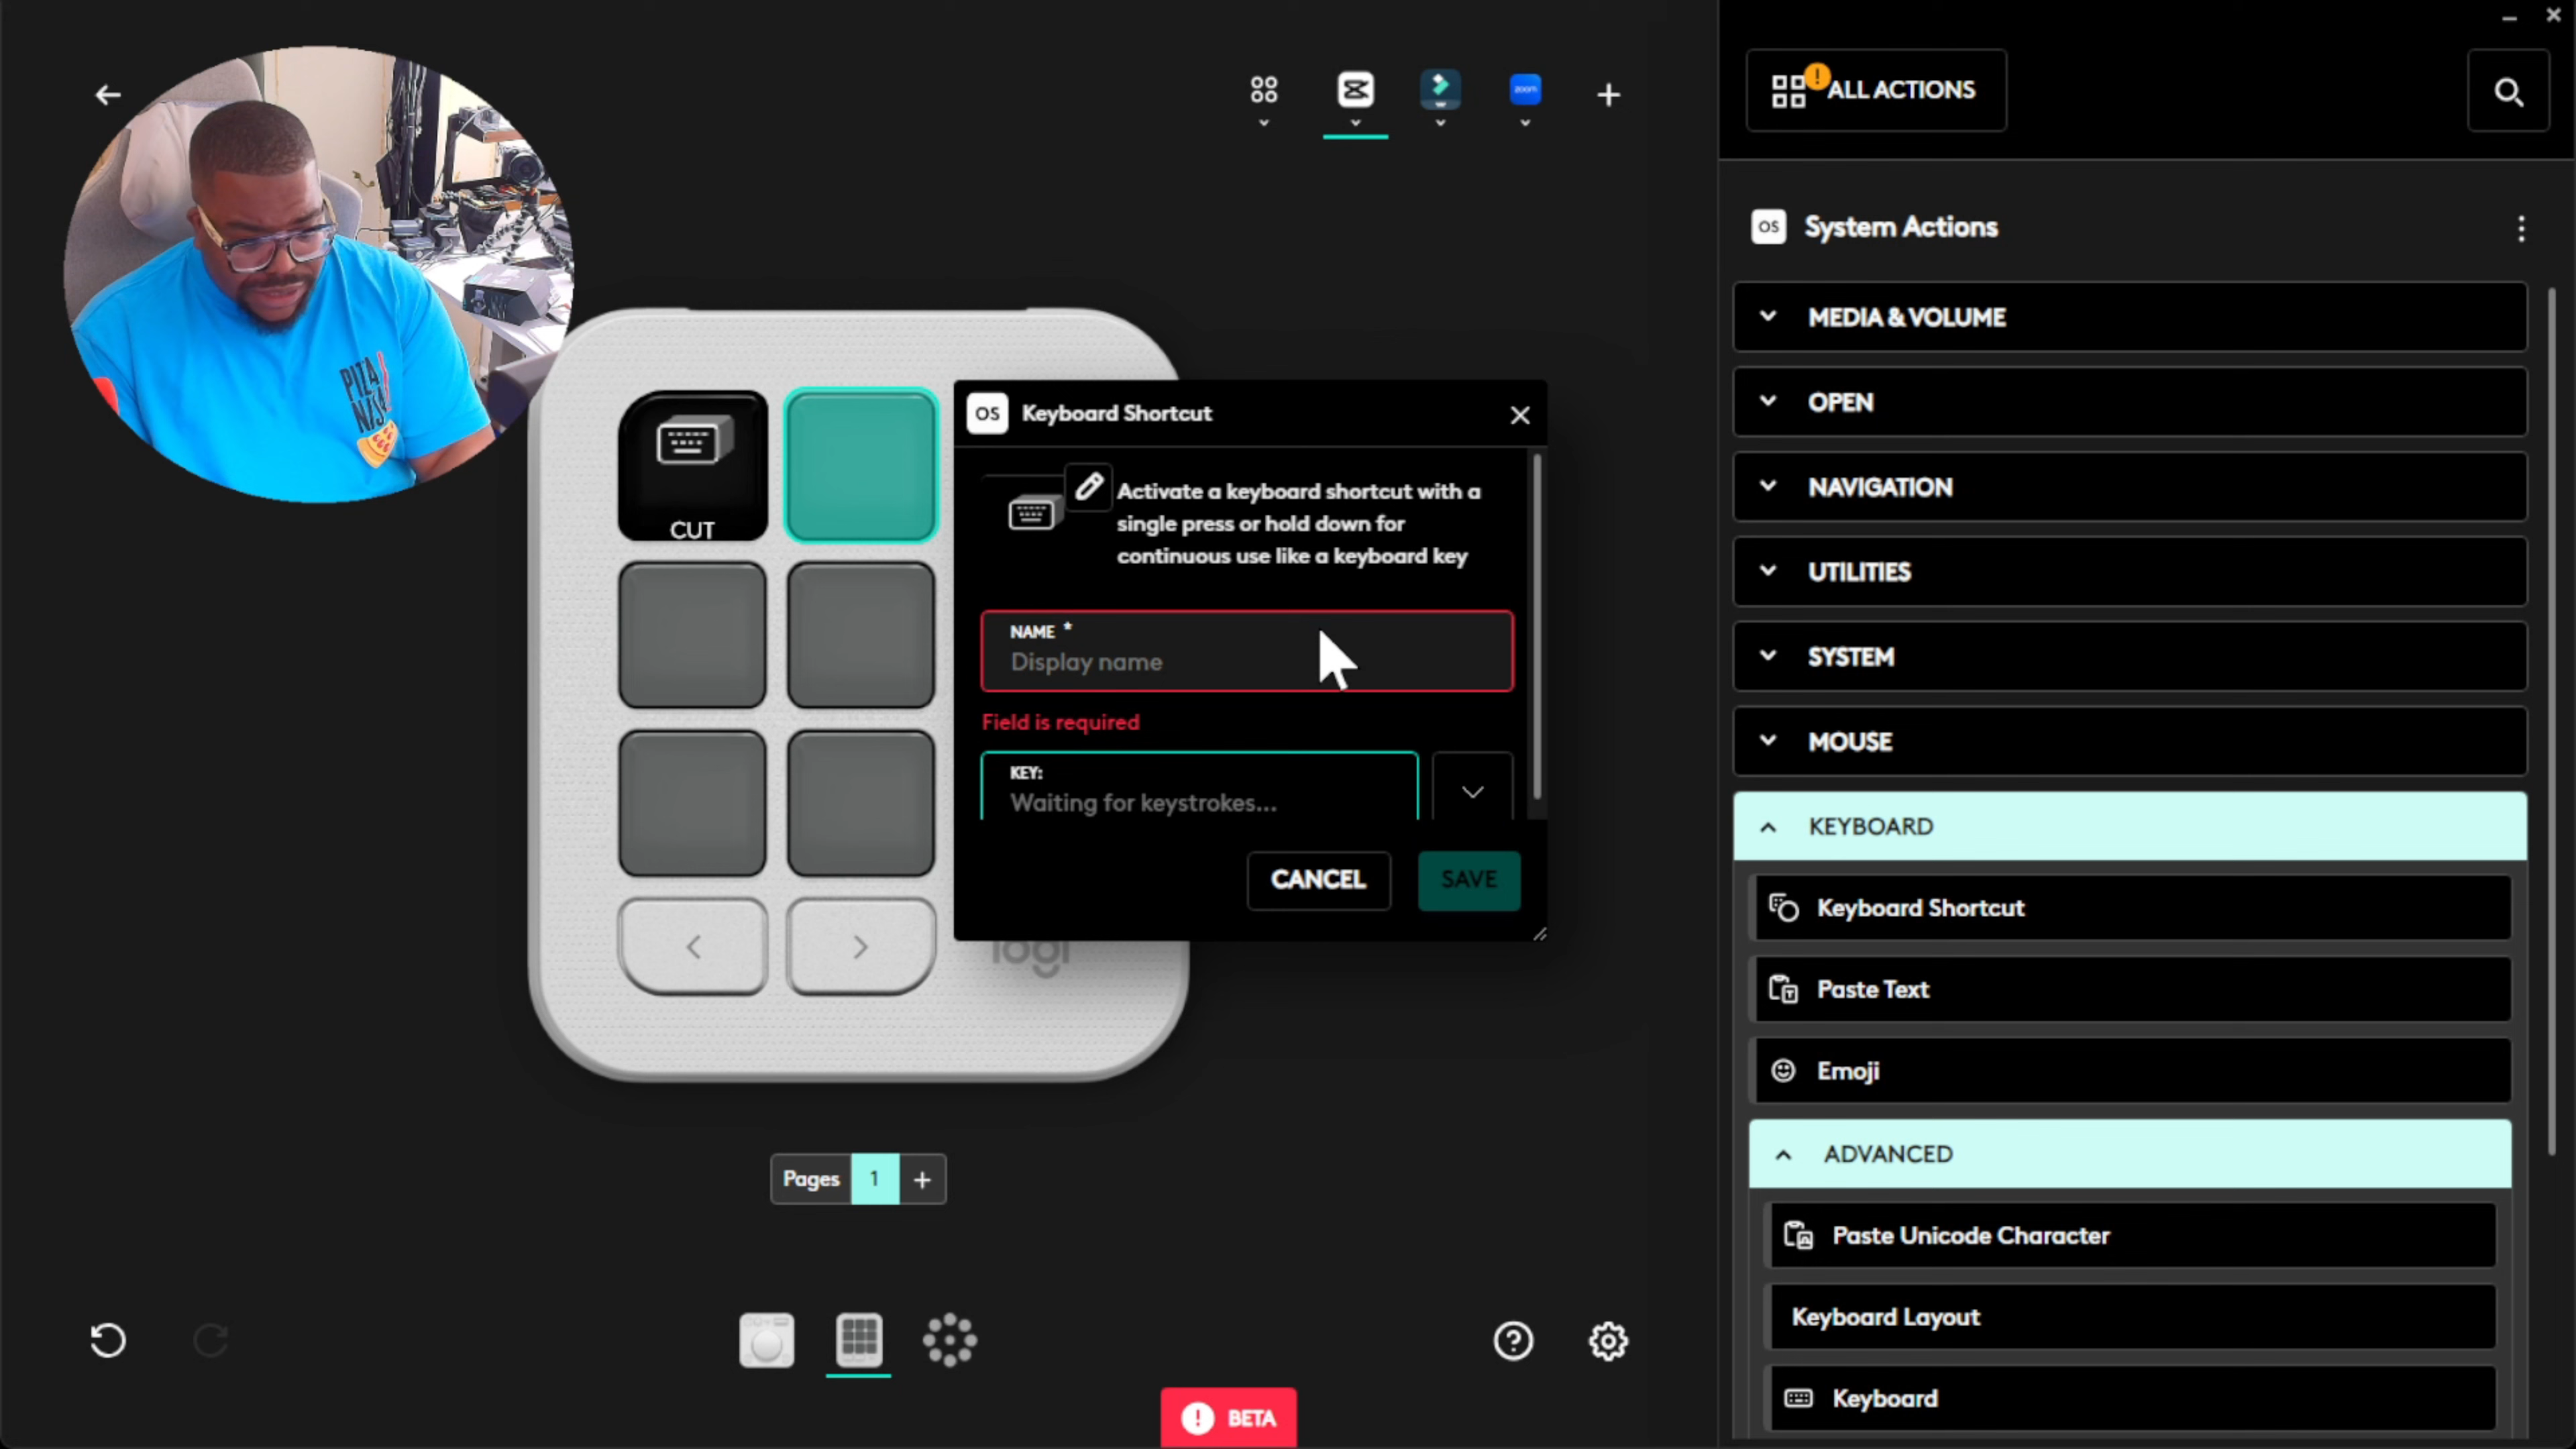 zoom
ALL ACTIONS
OS System Actions
MEDIA & VOLUME
OPEN
NAVIGATION
UTILITIES
SYSTEM
MOUSE
KEYBOARD
Keyboard Shortcut
Paste Text
Emoji
ADVANCED
Paste Unicode Character
Keyboard Layout
Keyboard
CUT
OS Keyboard Shortcut
Activate a keyboard shortcut with a
single press or hold down for
continuous use like a keyboard key
NAME *
Display name
Field is required
KEY:
Waiting for keystrokes...
CANCEL
SAVE
logi
Pages 1 +
BETA